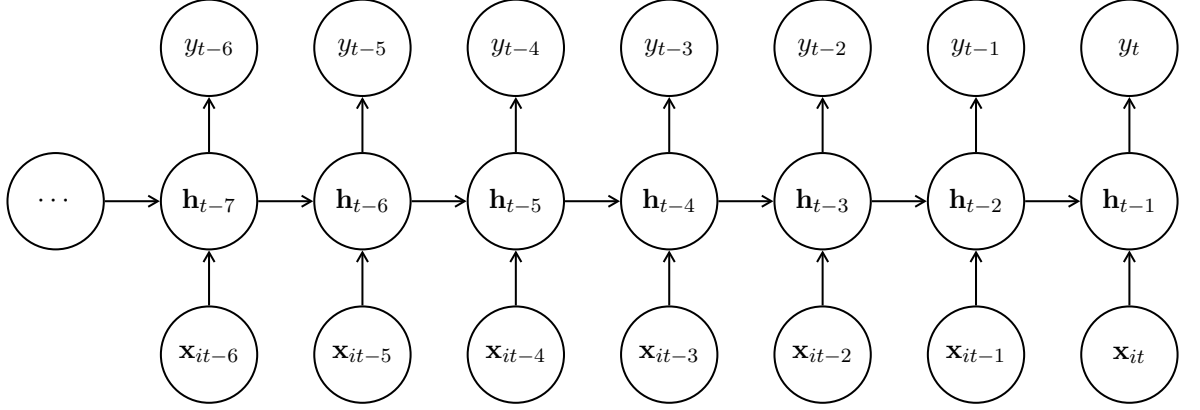 y_{t−6} y_{t−5} y_{t−4} y_{t−3} y_{t−2} y_{t−1} y_t
⋯ h_{t−7} h_{t−6} h_{t−5} h_{t−4} h_{t−3} h_{t−2} h_{t−1}
x_{it−6} x_{it−5} x_{it−4} x_{it−3} x_{it−2} x_{it−1} x_{it}